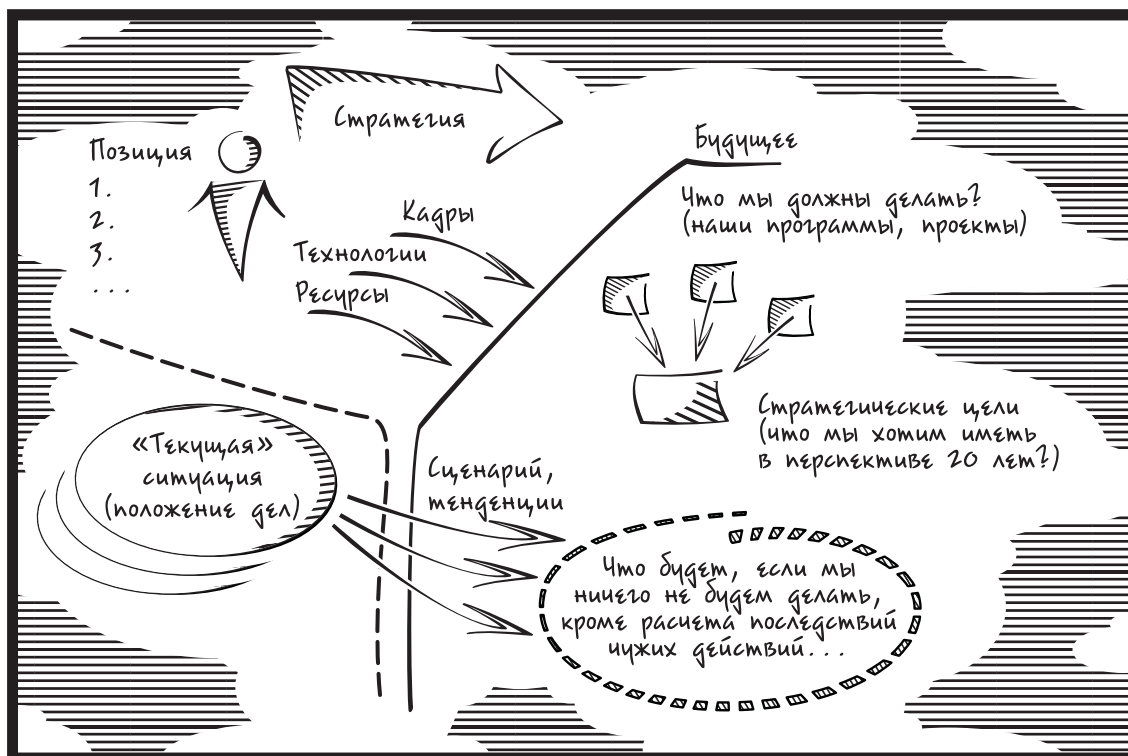 Стратегия
Позиция
1.
2.
3.
...
Кадры
Технологии
Ресурсы
Будущее
Что мы должны делать?
(наши программы, проекты)
Стратегические цели
(что мы хотим иметь
в перспективе 20 лет?)
«Текущая»
ситуация
(положение дел)
Сценарий,
тенденции
Что будет, если мы
ничего не будем делать,
кроме расчета последствий
чужих действий...